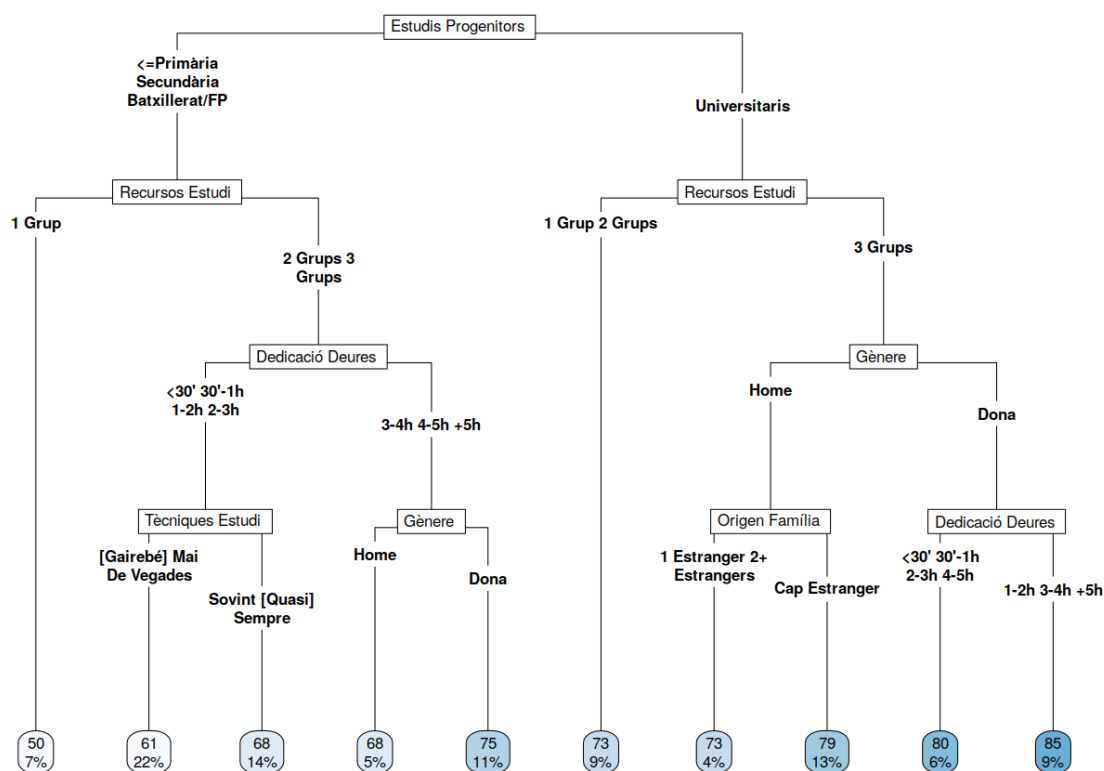 Estudis Progenitors
<=Primària
Secundària
Batxillerat/FP
Universitaris
Recursos Estudi
Recursos Estudi
1 Grup
1 Grup 2 Grups
2 Grups 3
Grups
3 Grups
Dedicació Deures
Gènere
<30' 30'-1h
1-2h 2-3h
3-4h 4-5h +5h
Home
Dona
Tècniques Estudi
Gènere
Origen Família
Dedicació Deures
[Gairebé] Mai
De Vegades
Sovint [Quasi]
Sempre
Home
Dona
1 Estranger 2+
Estrangers
Cap Estranger
<30' 30'-1h
2-3h 4-5h
1-2h 3-4h +5h
50
7%
61
22%
68
14%
68
5%
75
11%
73
9%
73
4%
79
13%
80
6%
85
9%